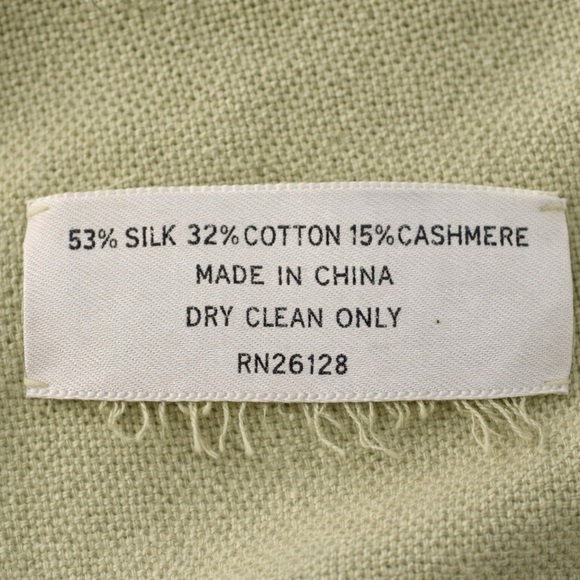 53% SILK 32% COTTON 15% CASHMERE
MADE IN CHINA
DRY CLEAN ONLY
RN26128